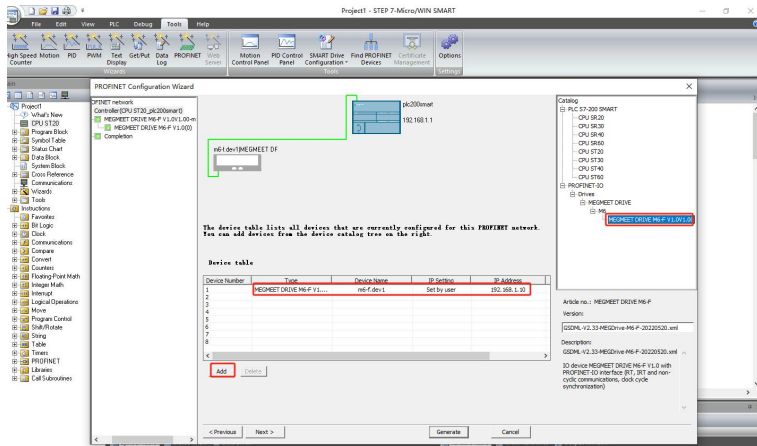 Project1 - STEP 7-Micro/WIN SMART
File Edit View PLC Debug Tools Help
High Speed Counter
Motion
PID
PWM
Text Display
Get/Put
Data Log
PROFINET
Web Server
Motion Control Panel
PID Control Panel
SMART Drive Configuration
Find PROFINET Devices
Certificate Management
Options
Wizards
Tools
Settings
Project1
What's New
CPU ST20
Program Block
Symbol Table
Status Chart
Data Block
System Block
Cross Reference
Communications
Wizards
Tools
Instructions
Favorites
Bit Logic
Clock
Communications
Compare
Convert
Counters
Floating-Point Math
Integer Math
Interrupt
Logical Operations
Move
Program Control
Shift/Rotate
String
Table
Timers
PROFINET
Libraries
Call Subroutines
PROFINET Configuration Wizard
OFINET network
Controller(CPU ST20_plc200smart)
MEGMEET DRIVE M6-F V1.0V1.00-m
MEGMEET DRIVE M6-F V1.0(0)
Completion
plc200smart
192.168.1.1
m6-f.dev1|MEGMEET DF
The device table lists all devices that are currently configured for this PROFINET network.
You can add devices from the device catalog tree on the right.
Device table
Device Number Type Device Name IP Setting IP Address
1 MEGMEET DRIVE M6-F V1.... m6-f.dev1 Set by user 192.168.1.10
2
3
4
5
6
7
8
Add Delete
< Previous Next > Generate Cancel
Catalog
PLC S7-200 SMART
CPU SR20
CPU SR30
CPU SR40
CPU SR60
CPU ST20
CPU ST30
CPU ST40
CPU ST60
PROFINET-IO
Drives
MEGMEET DRIVE
M6
MEGMEET DRIVE M6-F V1.0V1.00
Article no.: MEGMEET DRIVE M6-F
Version:
GSDML-V2.33-MEGDrive-M6-F-20220520.xml
Description:
GSDML-V2.33-MEGDrive-M6-F-20220520.xml
IO device MEGMEET DRIVE M6-F V1.0 with
PROFINET-IO interface (RT, IRT and non-
cyclic communications, clock cycle
synchronization)